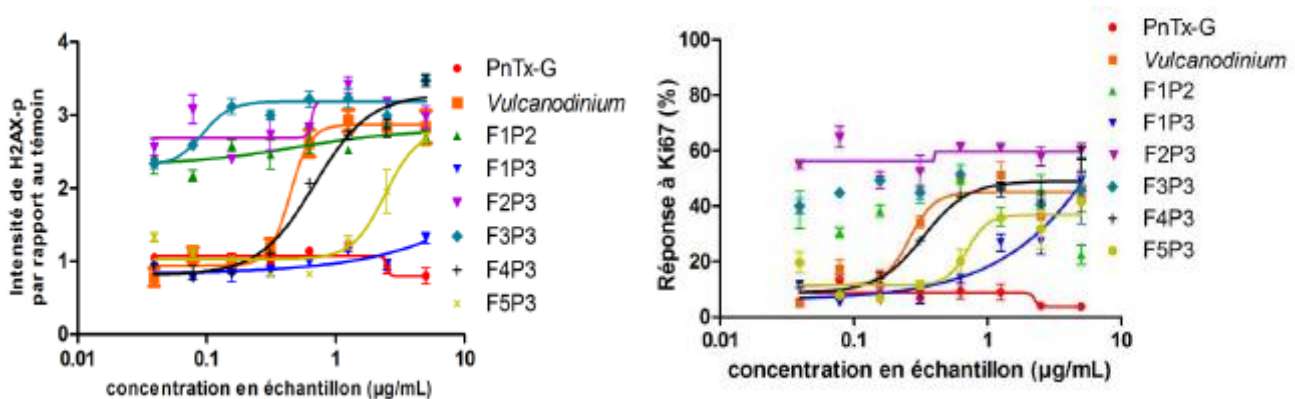 4
3
2
1
0
0.01
0.1
1
10
Intensité de H2AX-p
par rapport au témoin
concentration en échantillon (µg/mL)
PnTx-G
Vulcanodinium
F1P2
F1P3
F2P3
F3P3
F4P3
F5P3
100
80
60
40
20
0
0.01
0.1
1
10
Réponse à Ki67 (%)
concentration en échantillon (µg/mL)
PnTx-G
Vulcanodinium
F1P2
F1P3
F2P3
F3P3
F4P3
F5P3